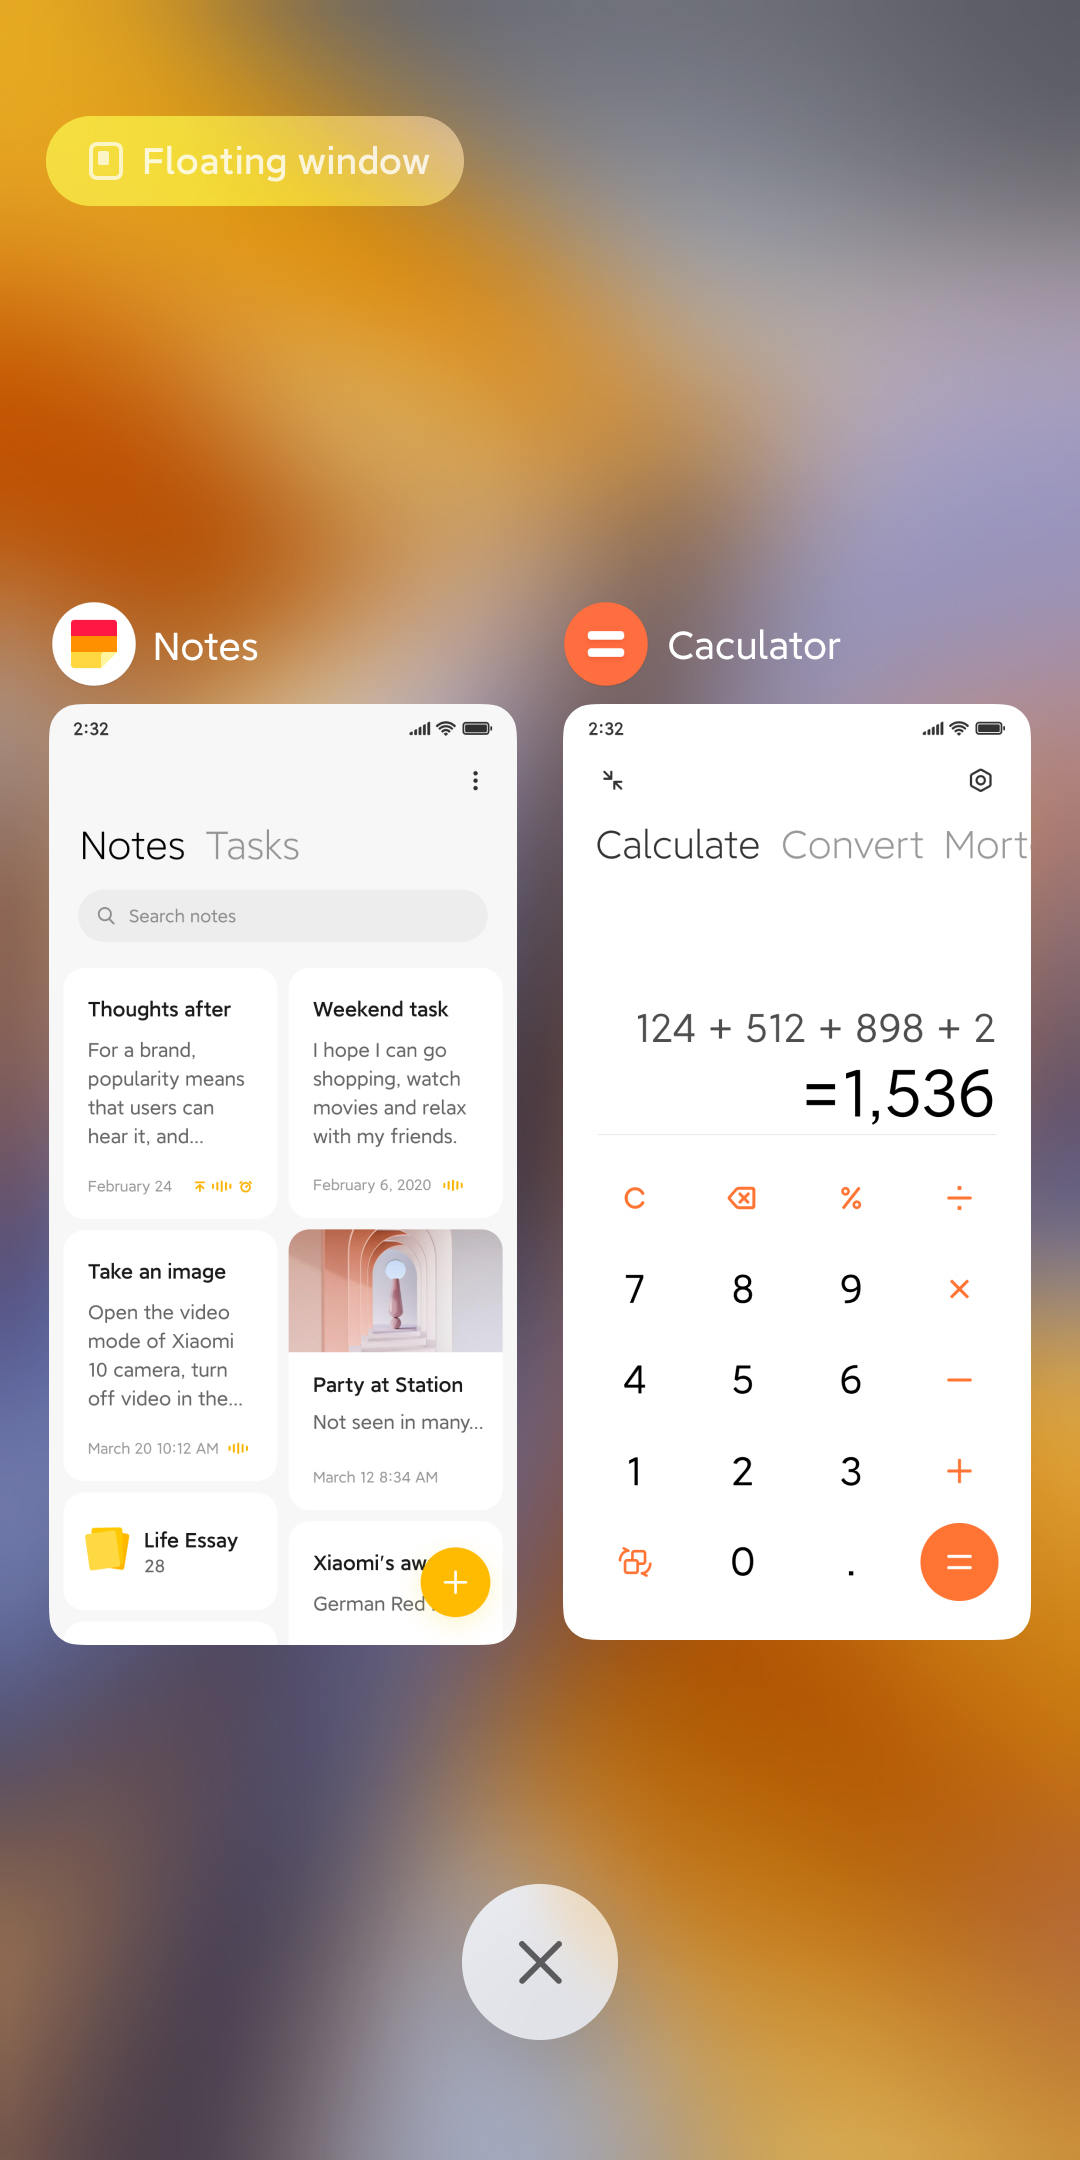 Floating window
Notes
2:32
Notes Tasks
Search notes
Thoughts after
For a brand,
popularity means
that users can
hear it, and...
February 24
Weekend task
I hope I can go
shopping, watch
movies and relax
with my friends.
February 6, 2020
Take an image
Open the video
mode of Xiaomi
10 camera, turn
off video in the...
March 20 10:12 AM
Party at Station
Not seen in many...
March 12 8:34 AM
Life Essay
28
Xiaomi's aw
German Red
+
Caculator
2:32
Calculate Convert Mort
124 + 512 + 898 + 2
=1,536
C % ÷
7 8 9 ×
4 5 6 −
1 2 3 +
0 . =